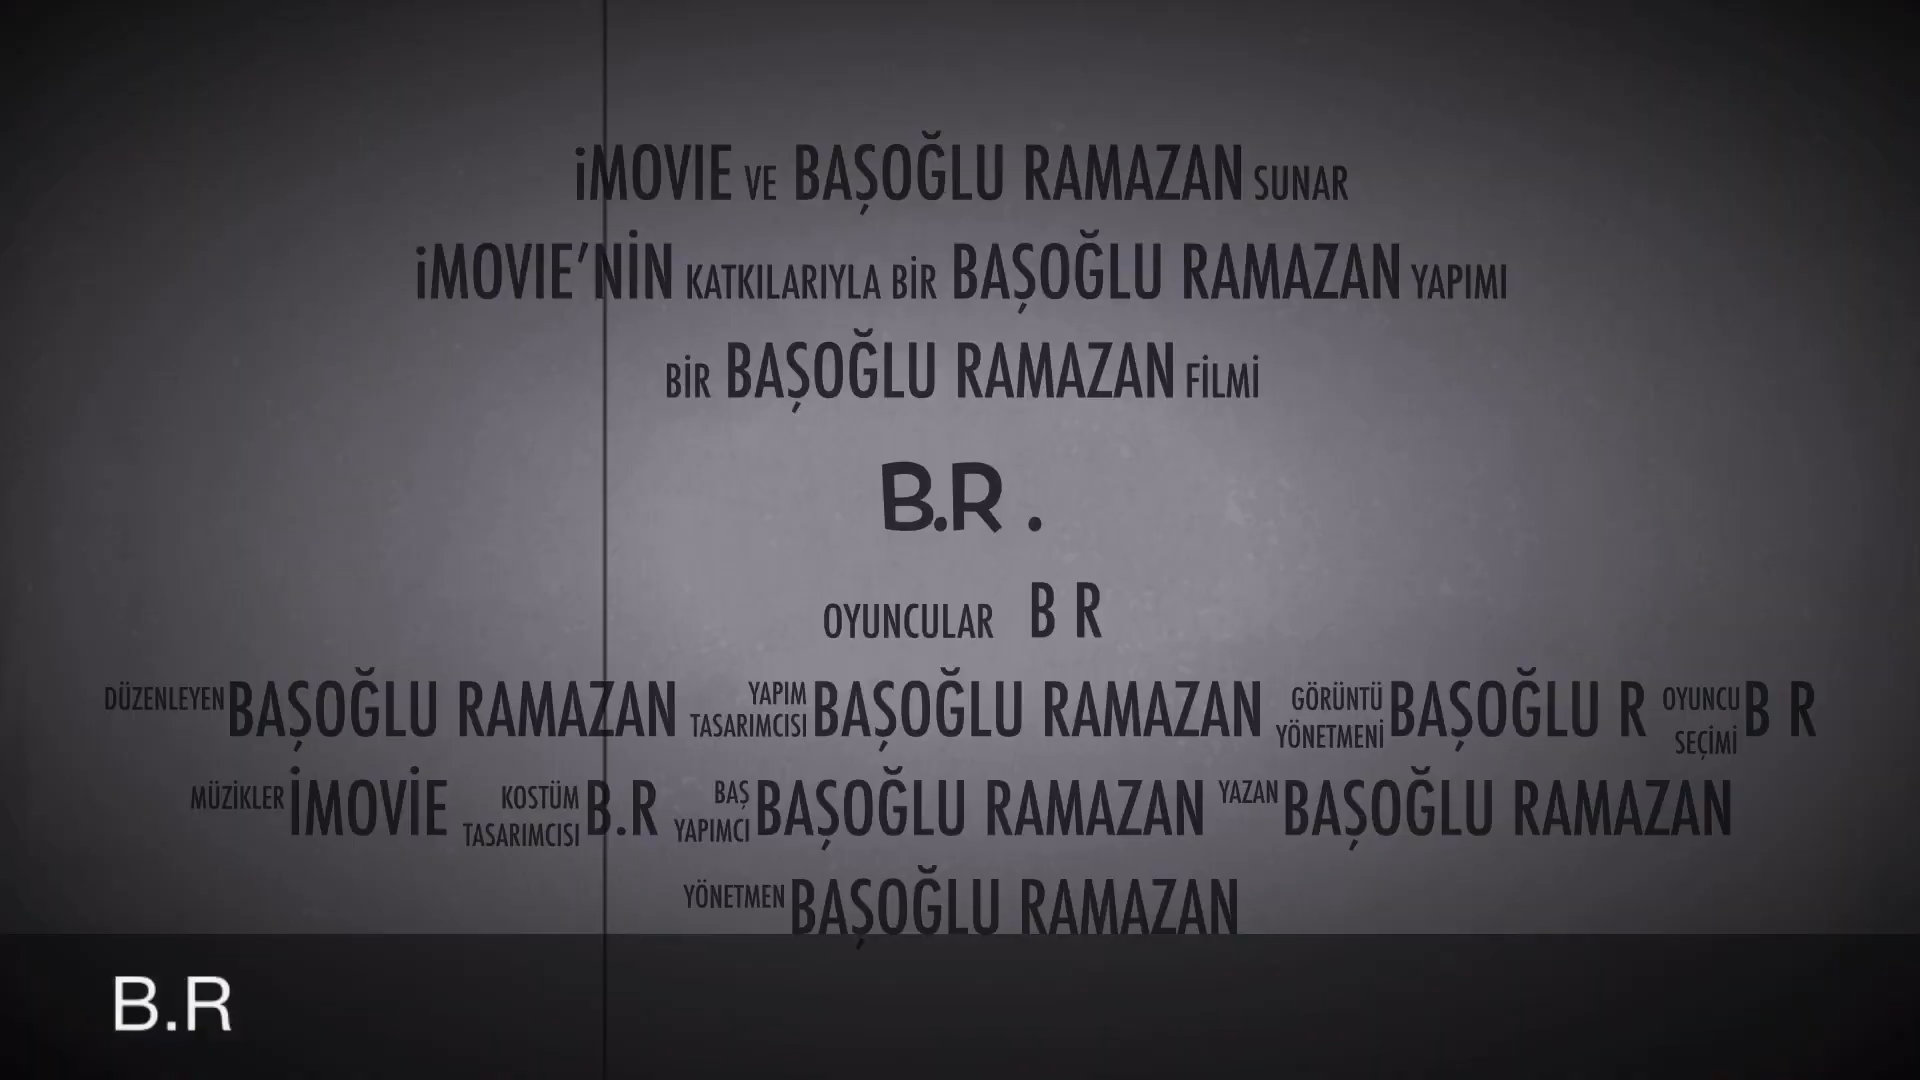 iMOVIE VE BAŞOĞLU RAMAZAN SUNAR
iMOVIE’NİN KATKILARIYLA BİR BAŞOĞLU RAMAZAN YAPIMI
BİR BAŞOĞLU RAMAZAN FİLMİ
B.R .
OYUNCULAR B R
DÜZENLEYEN BAŞOĞLU RAMAZAN YAPIM TASARIMCISI BAŞOĞLU RAMAZAN GÖRÜNTÜ YÖNETMENİ BAŞOĞLU R OYUNCU SEÇİMİ B R
MÜZİKLER İMOVİE KOSTÜM TASARIMCISI B.R BAŞ YAPIMCI BAŞOĞLU RAMAZAN YAZAN BAŞOĞLU RAMAZAN
YÖNETMEN BAŞOĞLU RAMAZAN
B.R